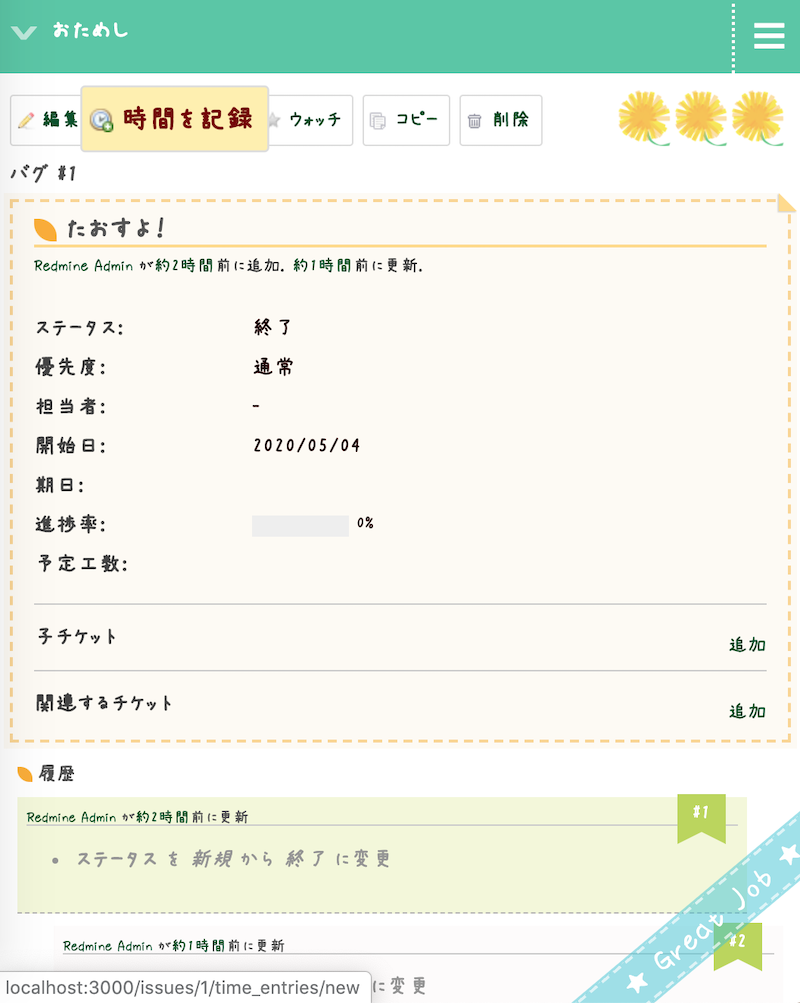 おためし
編集 時間を記録 ウォッチ コピー 削除
バグ #1
たおすよ!
Redmine Admin が約2時間前に追加. 約1時間前に更新.
ステータス: 終了
優先度: 通常
担当者: -
開始日: 2020/05/04
期日:
進捗率: 0%
予定工数:
子チケット 追加
関連するチケット 追加
履歴
Redmine Admin が約2時間前に更新 #1
ステータス を 新規 から 終了 に変更
Great Job
Redmine Admin が約1時間前に更新 #2
に変更
localhost:3000/issues/1/time_entries/new